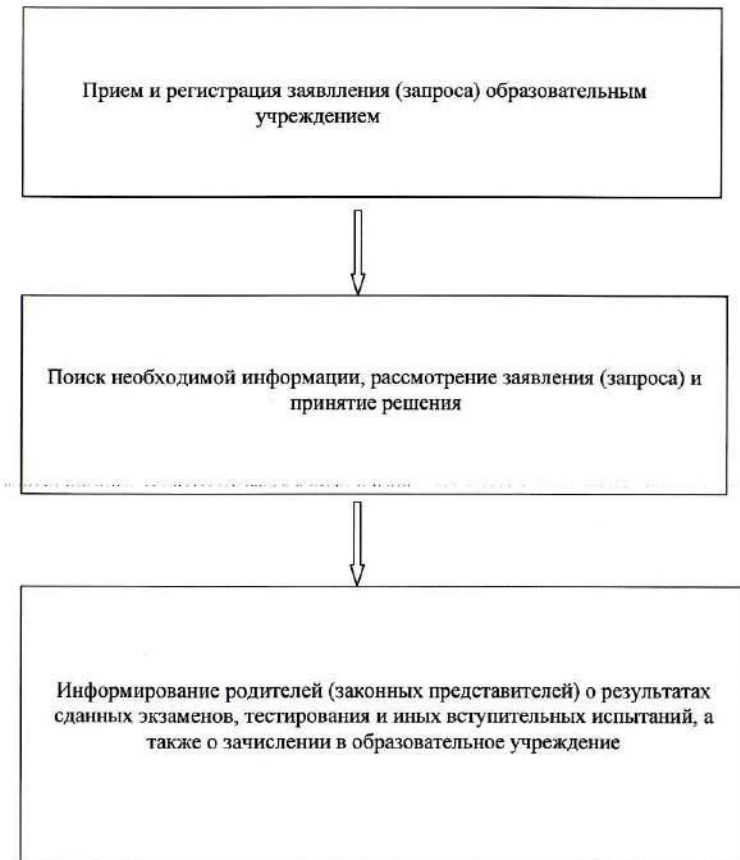 Прием и регистрация заявлления (запроса) образовательным
учреждением
Поиск необходимой информации, рассмотрение заявления (запроса) и
принятие решения
Информирование родителей (законных представителей) о результатах
сданных экзаменов, тестирования и иных вступительных испытаний, а
также о зачислении в образовательное учреждение